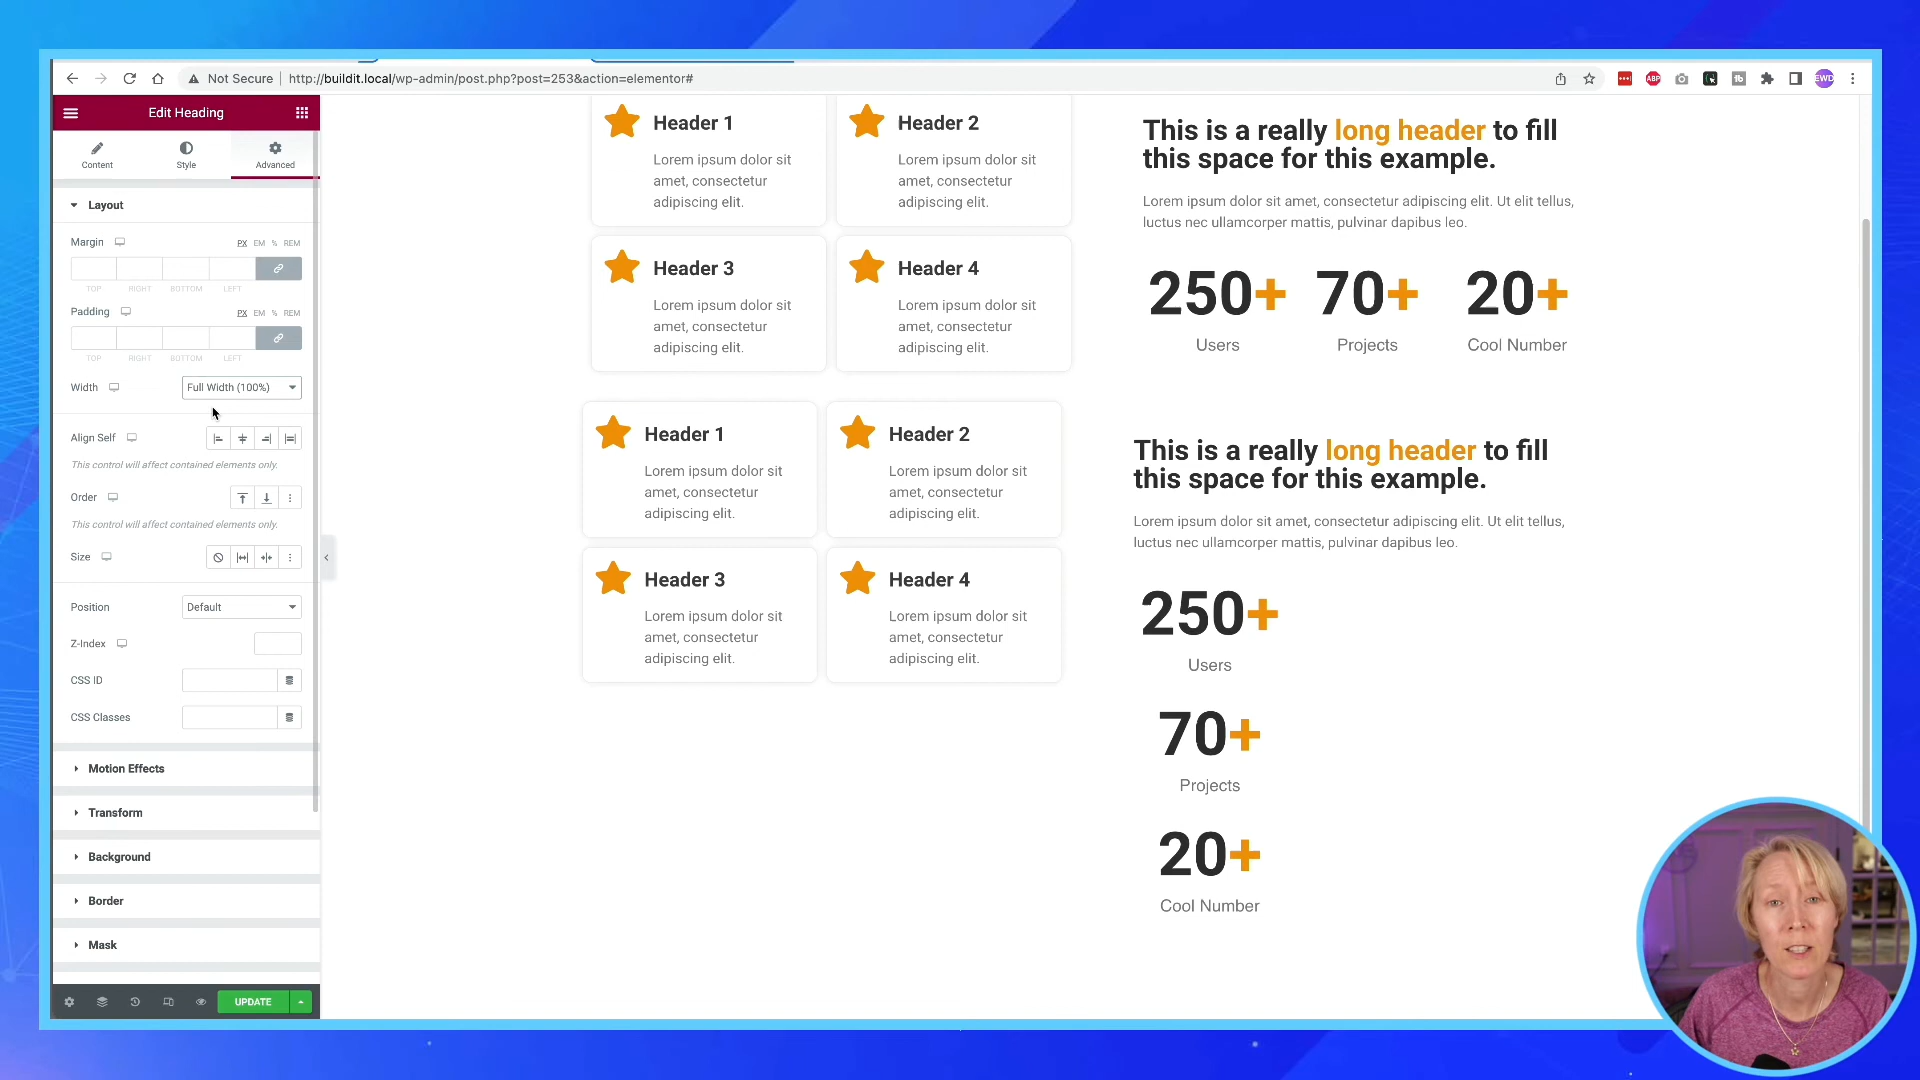 Not Secure
http://buildit.local/wp-admin/post.php?post=253&action=elementor#
ABP
EWD
Edit Heading
Content
Style
Advanced
Layout
Margin
PX EM % REM
TOP RIGHT BOTTOM LEFT
Padding
PX EM % REM
TOP RIGHT BOTTOM LEFT
Width
Full Width (100%)
Align Self
This control will affect contained elements only.
Order
This control will affect contained elements only.
Size
Position
Default
Z-Index
CSS ID
CSS Classes
Motion Effects
Transform
Background
Border
Mask
UPDATE
Header 1
Lorem ipsum dolor sit
amet, consectetur
adipiscing elit.
Header 2
Lorem ipsum dolor sit
amet, consectetur
adipiscing elit.
Header 3
Lorem ipsum dolor sit
amet, consectetur
adipiscing elit.
Header 4
Lorem ipsum dolor sit
amet, consectetur
adipiscing elit.
This is a really long header to fill
this space for this example.
Lorem ipsum dolor sit amet, consectetur adipiscing elit. Ut elit tellus,
luctus nec ullamcorper mattis, pulvinar dapibus leo.
250+ 70+ 20+
Users Projects Cool Number
Header 1
Lorem ipsum dolor sit
amet, consectetur
adipiscing elit.
Header 2
Lorem ipsum dolor sit
amet, consectetur
adipiscing elit.
Header 3
Lorem ipsum dolor sit
amet, consectetur
adipiscing elit.
Header 4
Lorem ipsum dolor sit
amet, consectetur
adipiscing elit.
This is a really long header to fill
this space for this example.
Lorem ipsum dolor sit amet, consectetur adipiscing elit. Ut elit tellus,
luctus nec ullamcorper mattis, pulvinar dapibus leo.
250+
Users
70+
Projects
20+
Cool Number